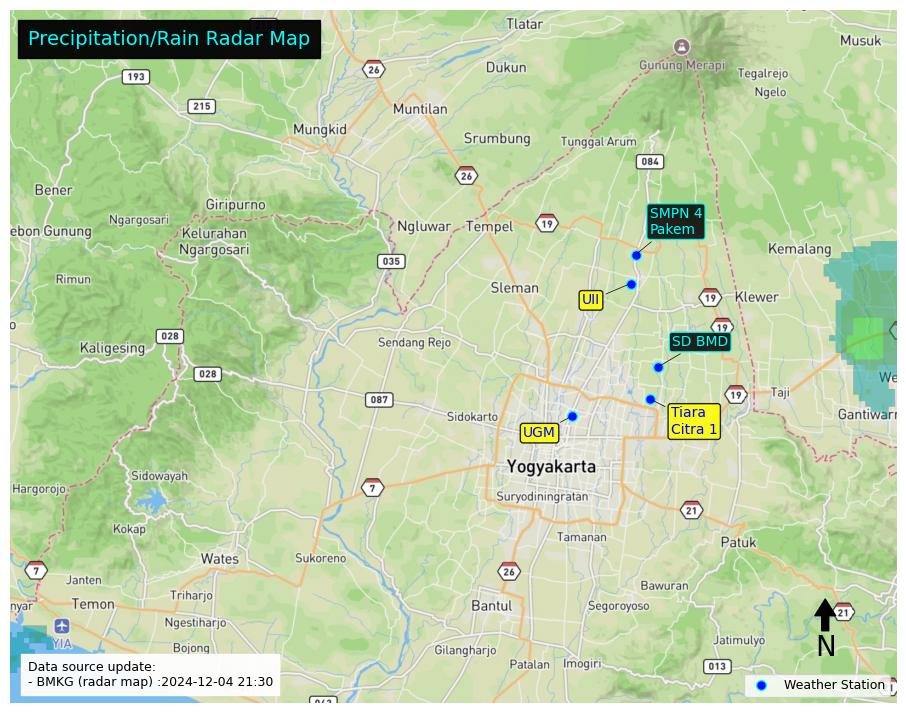 Precipitation/Rain Radar Map
Tlatar
Musuk
26
Gunung Merapi
Dukun
Tegalrejo
193
Ngelo
215
Muntilan
Mungkid
Srumbung
Tunggal Arum
084
26
Bener
Giripurno
Ngargosari
SMPN 4
Pakem
ebon Gunung
Kelurahan
Ngargosari
Ngluwar
Tempel
19
Kemalang
035
Rimun
Sleman
UII
19
Klewer
19
028
Sendang Rejo
SD BMD
Kaligesing
028
We
087
19
Taji
Sidokarto
Tiara
Citra 1
Gantiwarr
UGM
Yogyakarta
Sidowayah
Hargorojo
7
Suryodiningratan
21
Kokap
Tamanan
Patuk
Wates
Sukoreno
7
26
Janten
Bawuran
Triharjo
nyar
Temon
Bantul
Segoroyoso
21
Ngestiharjo
YIA
Jatimulyo
N
Bojong
Gilangharjo
Patalan
Imogiri
013
Data source update:
- BMKG (radar map) :2024-12-04 21:30
Weather Station